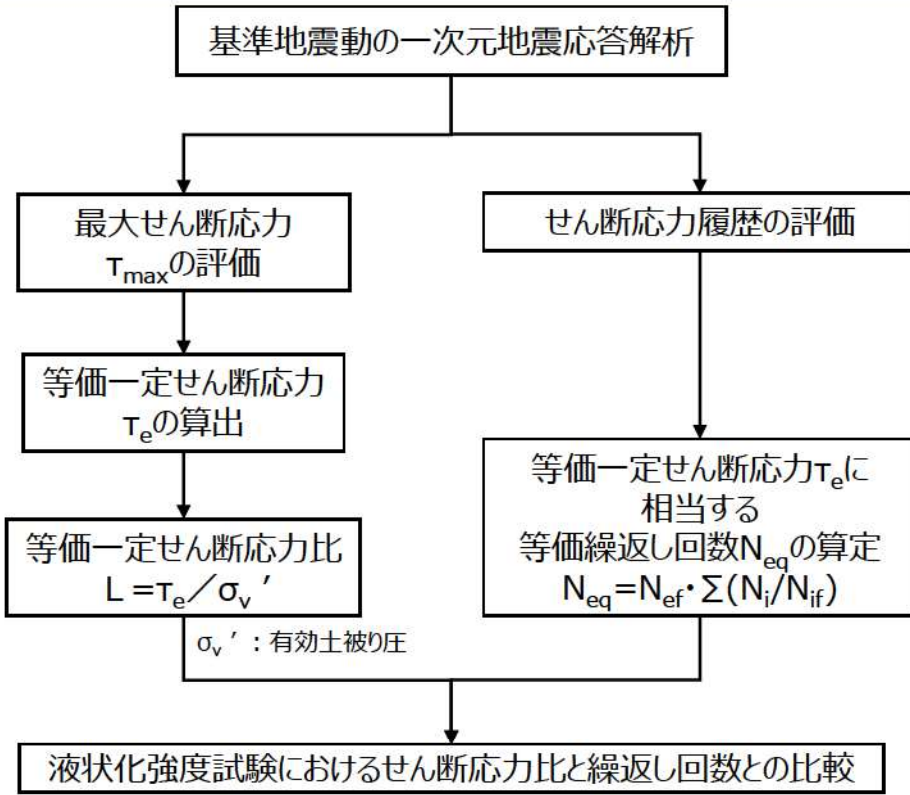 基準地震動の一次元地震応答解析
最大せん断応力
τmaxの評価
せん断応力履歴の評価
等価一定せん断応力
τeの算出
等価一定せん断応力τeに
相当する
等価繰返し回数Neqの算定
Neq=Nef・Σ(Ni/Nif)
等価一定せん断応力比
L=τe／σv′
σv′：有効土被り圧
液状化強度試験におけるせん断応力比と繰返し回数との比較